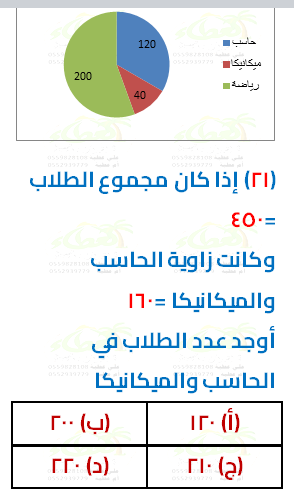 120
40
200
حاسب
ميكانيكا
رياضة
(٢١) إذا كان مجموع الطلاب
=٤٥٠
وكانت زاوية الحاسب
والميكانيكا =١٦٠
أوجد عدد الطلاب في
الحاسب والميكانيكا
(أ) ١٢٠
(ب) ٢٠٠
(ج) ٢١٠
(د) ٢٢٠